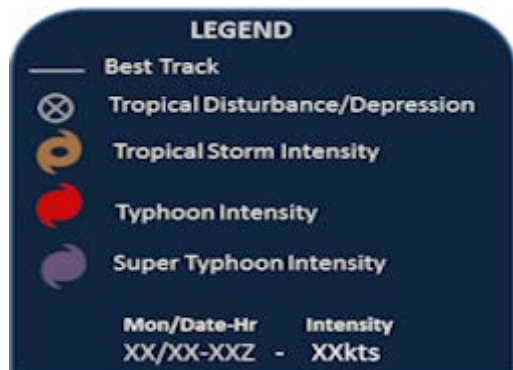 LEGEND
Best Track
Tropical Disturbance/Depression
Tropical Storm Intensity
Typhoon Intensity
Super Typhoon Intensity
Mon/Date-Hr Intensity
XX/XX-XXZ - XXkts